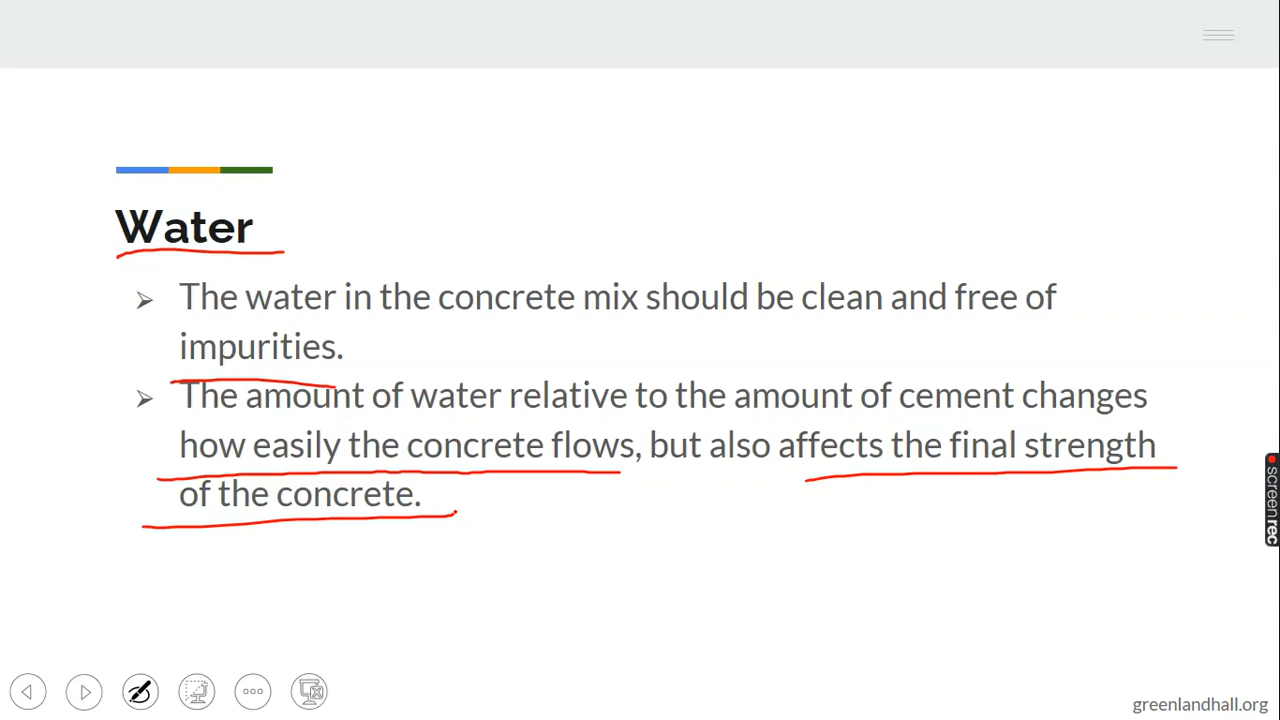 Water
➢ The water in the concrete mix should be clean and free of
impurities.
➢ The amount of water relative to the amount of cement changes
how easily the concrete flows, but also affects the final strength
of the concrete.
screenrec
greenlandhall.org